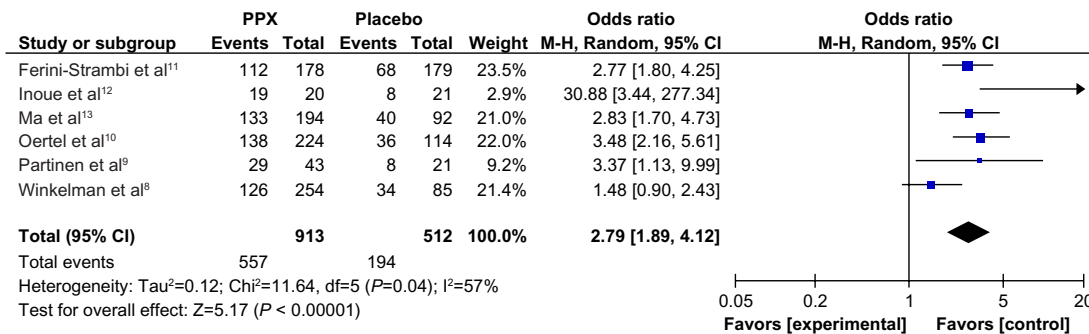 PPX Placebo Odds ratio Odds ratio
Study or subgroup Events Total Events Total Weight M-H, Random, 95% CI M-H, Random, 95% CI
Ferini-Strambi et al¹¹ 112 178 68 179 23.5% 2.77 [1.80, 4.25]
Inoue et al¹² 19 20 8 21 2.9% 30.88 [3.44, 277.34]
Ma et al¹³ 133 194 40 92 21.0% 2.83 [1.70, 4.73]
Oertel et al¹⁰ 138 224 36 114 22.0% 3.48 [2.16, 5.61]
Partinen et al⁹ 29 43 8 21 9.2% 3.37 [1.13, 9.99]
Winkelman et al⁸ 126 254 34 85 21.4% 1.48 [0.90, 2.43]
Total (95% CI) 913 512 100.0% 2.79 [1.89, 4.12]
Total events 557 194
Heterogeneity: Tau²=0.12; Chi²=11.64, df=5 (P=0.04); I²=57%
Test for overall effect: Z=5.17 (P < 0.00001)
0.05 0.2 1 5 20
Favors [experimental] Favors [control]